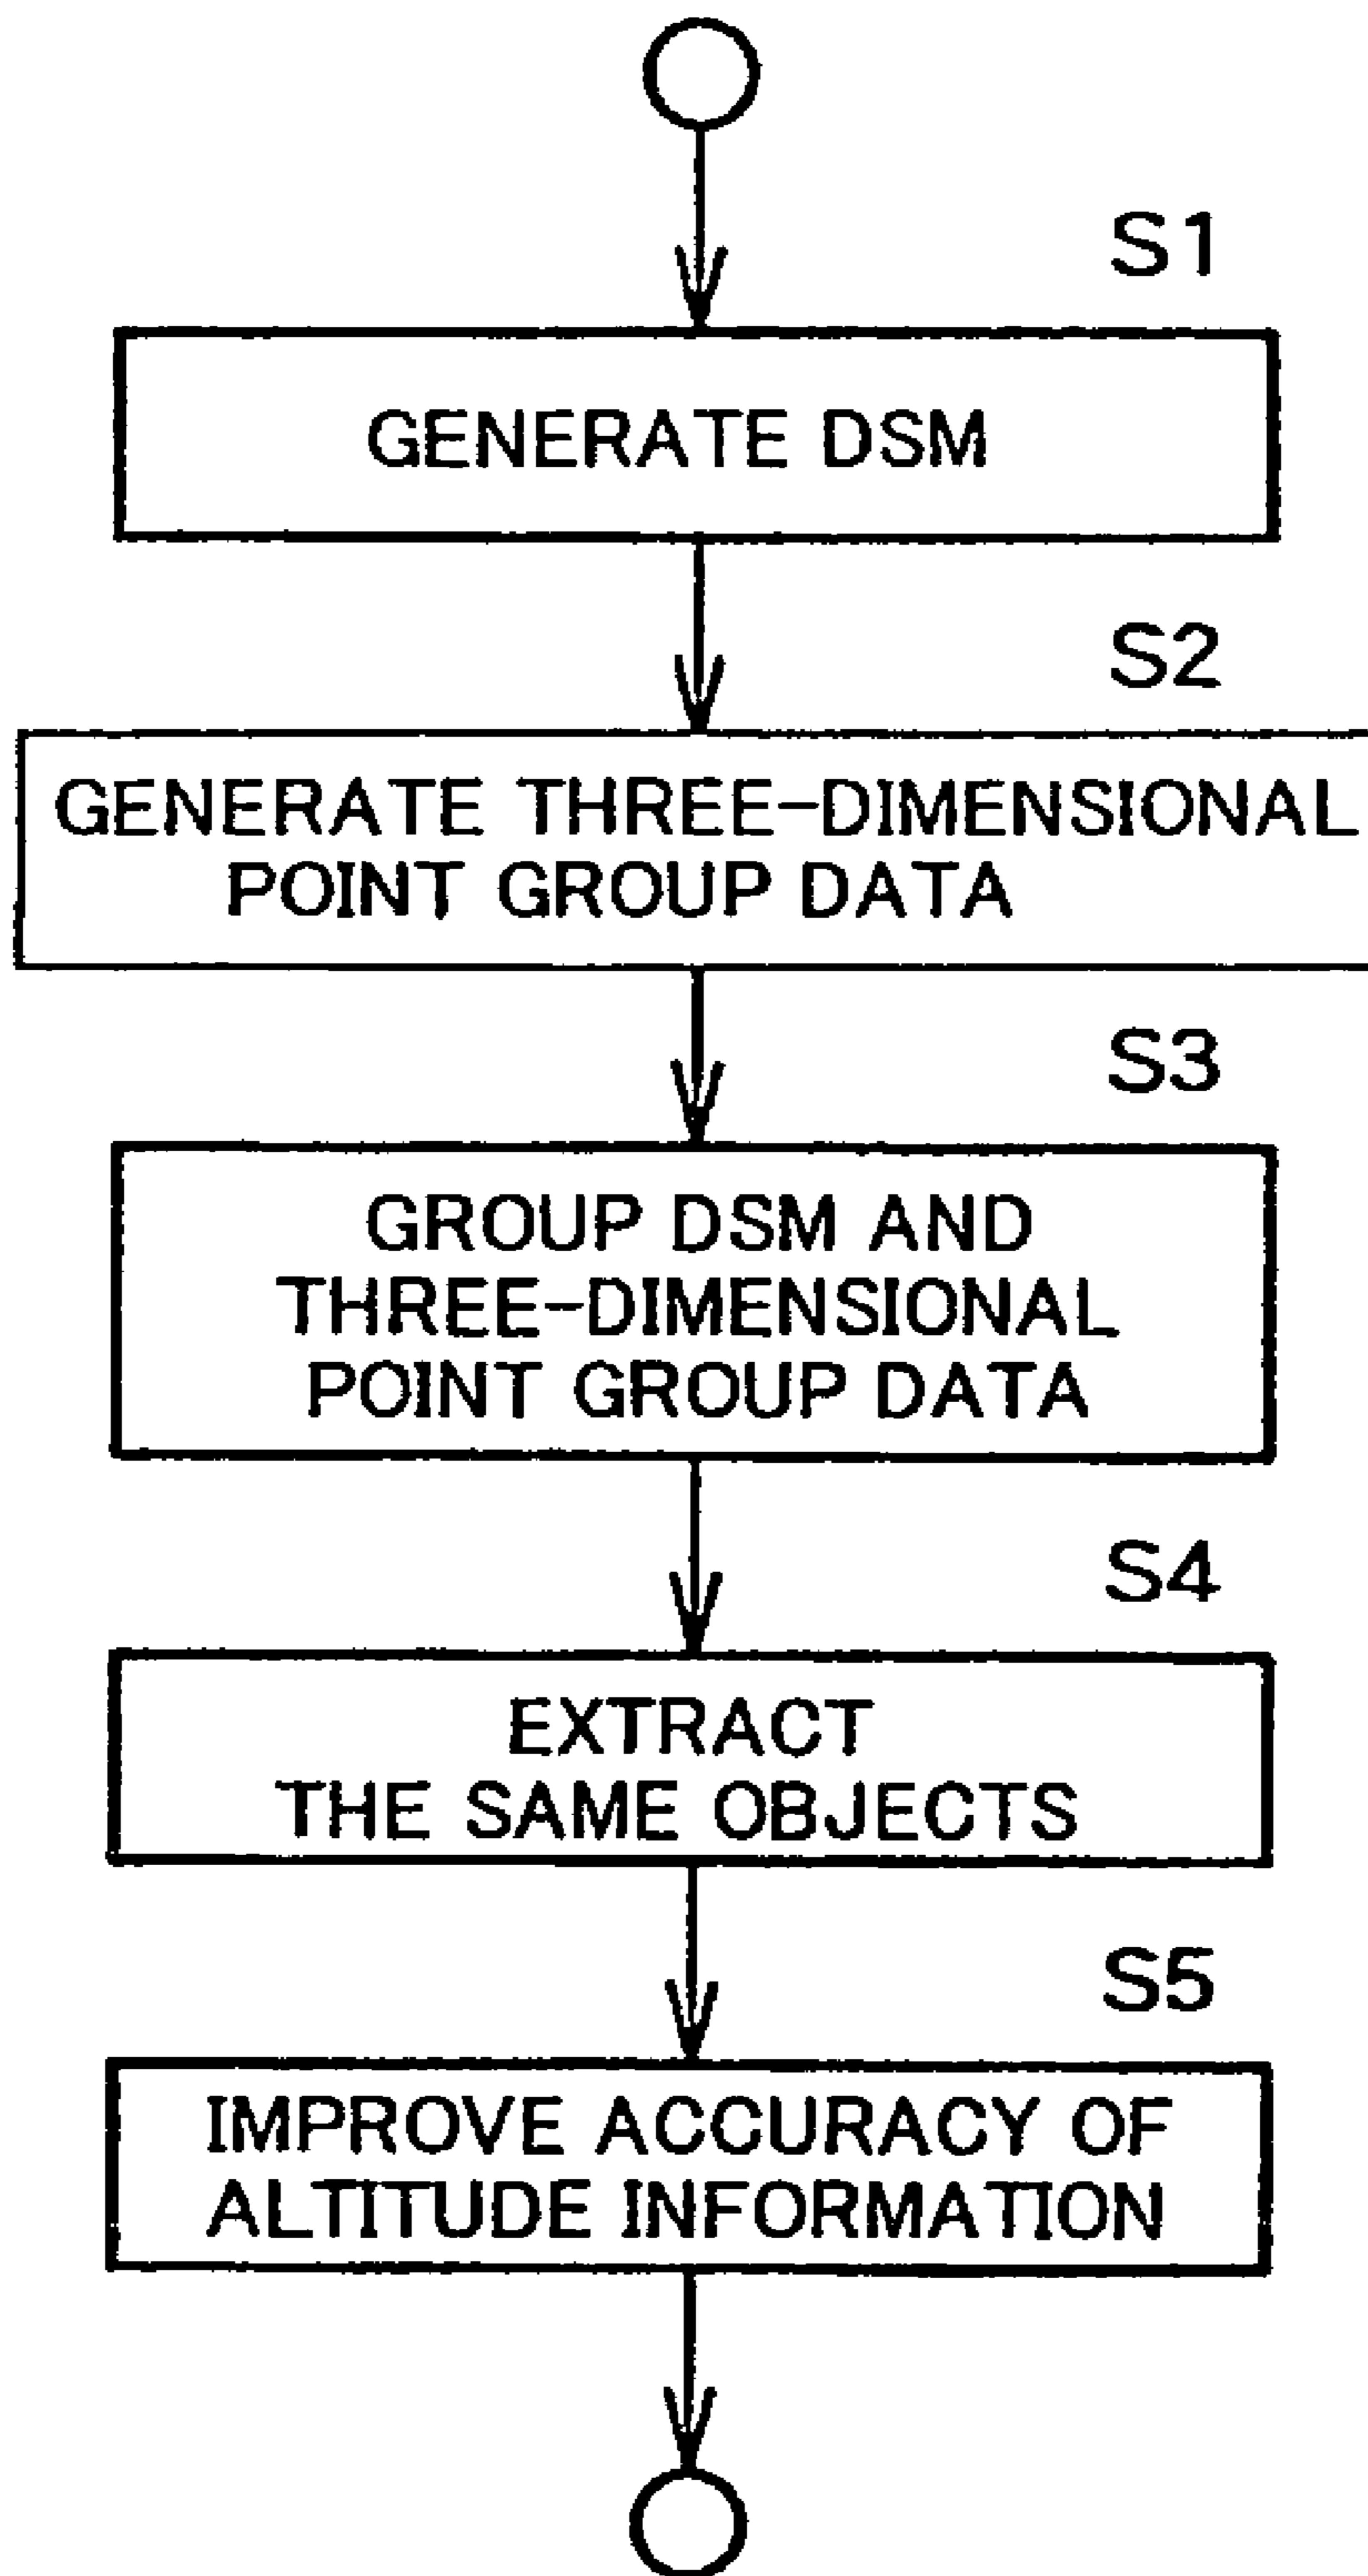 S1
GENERATE DSM
S2
GENERATE THREE-DIMENSIONAL
POINT GROUP DATA
S3
GROUP DSM AND
THREE-DIMENSIONAL
POINT GROUP DATA
S4
EXTRACT
THE SAME OBJECTS
S5
IMPROVE ACCURACY OF
ALTITUDE INFORMATION